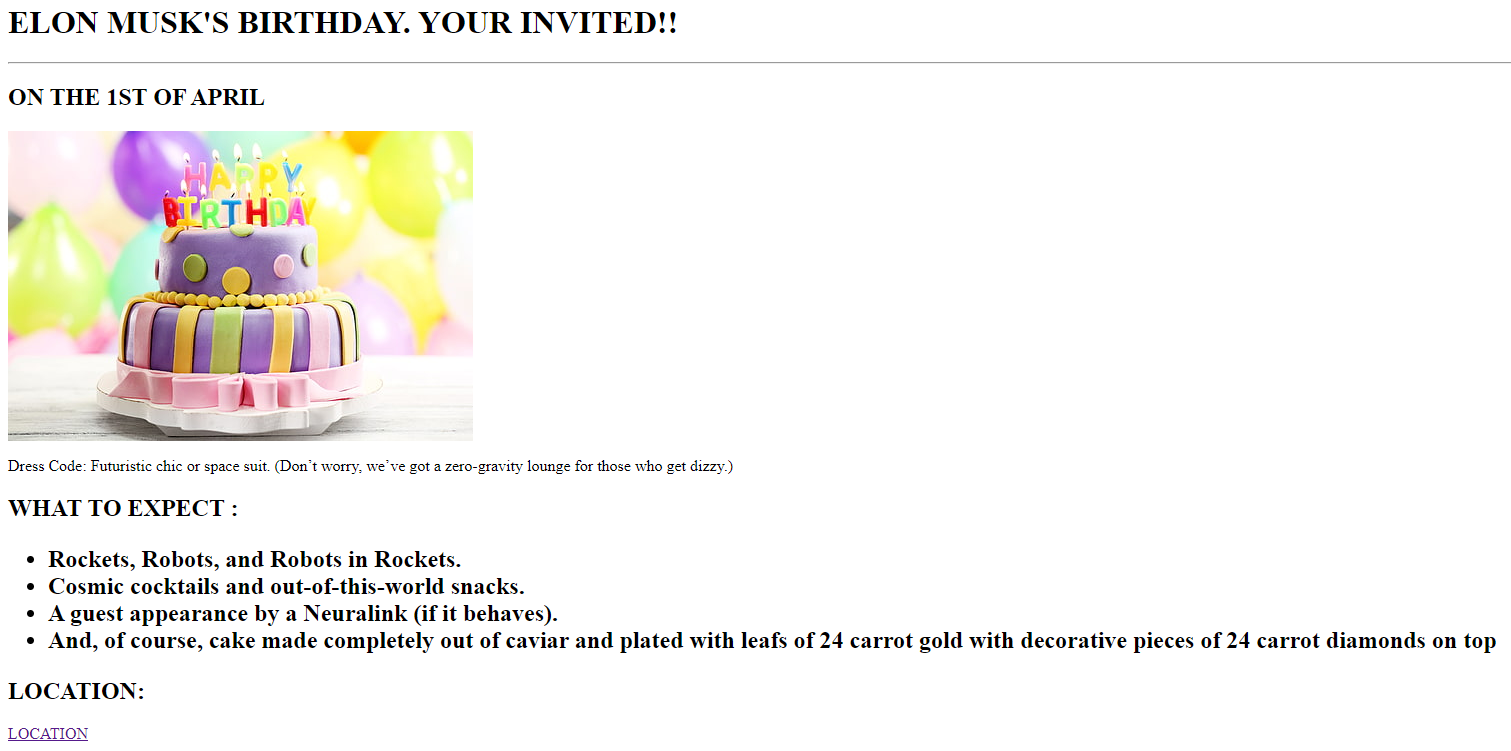 ELON MUSK'S BIRTHDAY. YOUR INVITED!!
ON THE 1ST OF APRIL
HAPPY
BIRTHDAY
Dress Code: Futuristic chic or space suit. (Don’t worry, we’ve got a zero-gravity lounge for those who get dizzy.)
WHAT TO EXPECT :
• Rockets, Robots, and Robots in Rockets.
• Cosmic cocktails and out-of-this-world snacks.
• A guest appearance by a Neuralink (if it behaves).
• And, of course, cake made completely out of caviar and plated with leafs of 24 carrot gold with decorative pieces of 24 carrot diamonds on top
LOCATION:
LOCATION